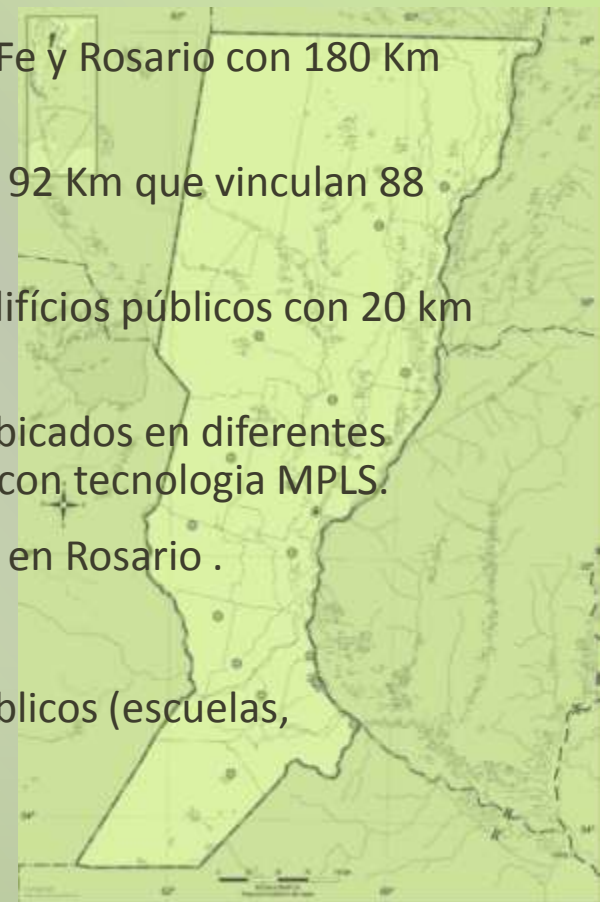 Fe y Rosario con 180 Km
92 Km que vinculan 88
lifícios públicos con 20 km
bicados en diferentes
con tecnologia MPLS.
en Rosario .
blicos (escuelas,